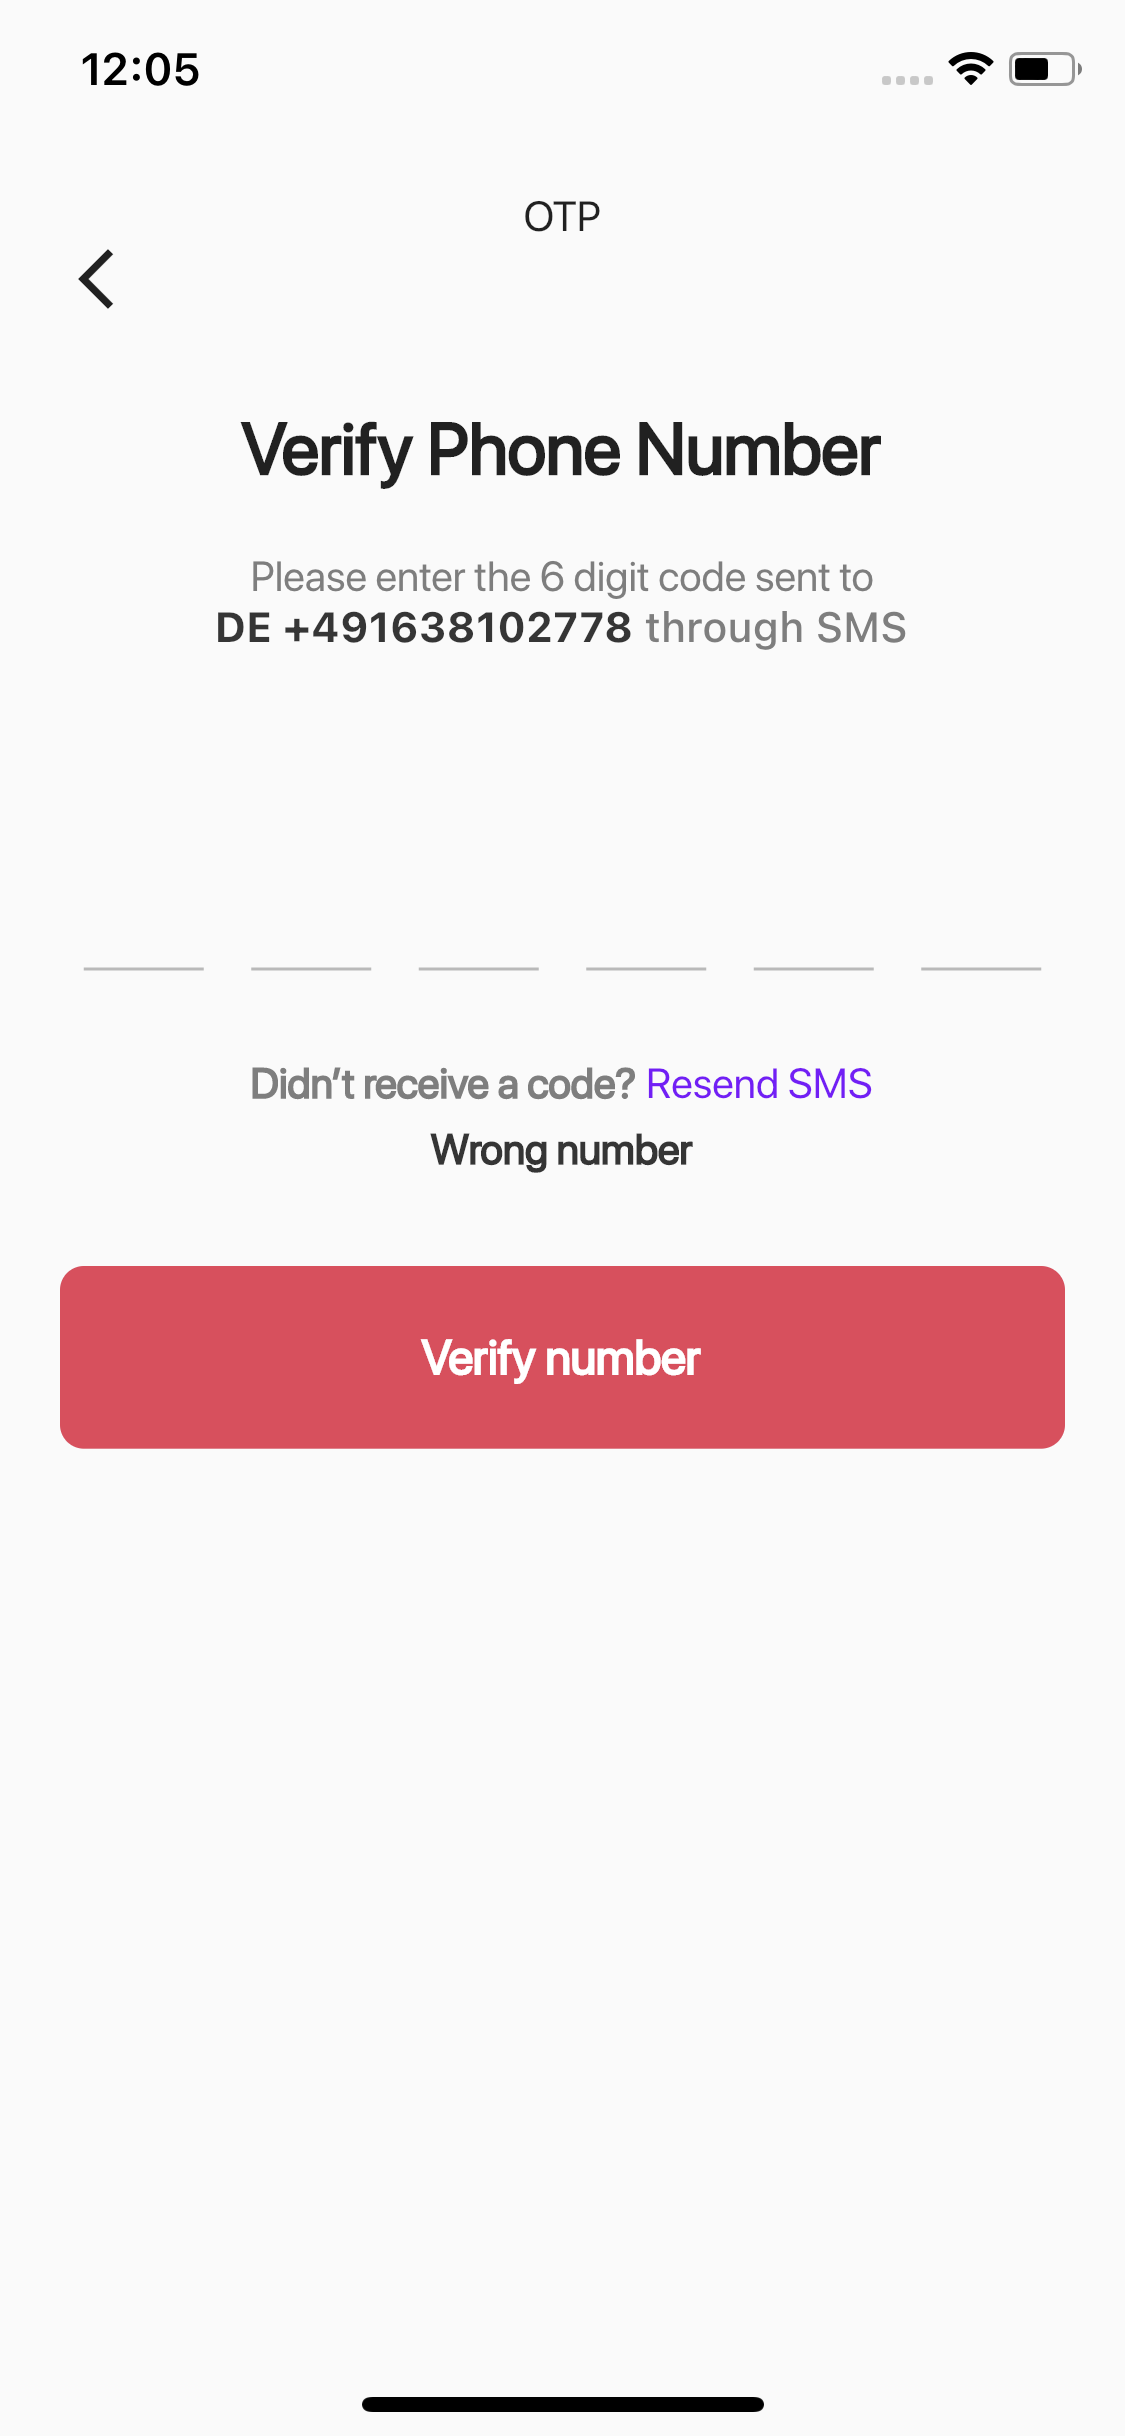 12:05
OTP
Verify Phone Number
Please enter the 6 digit code sent to
DE +491638102778 through SMS
Didn’t receive a code? Resend SMS
Wrong number
Verify number